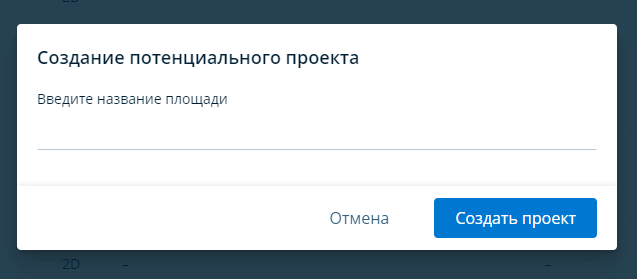 Создание потенциального проекта
Введите название площади
Отмена
Создать проект
2D – –